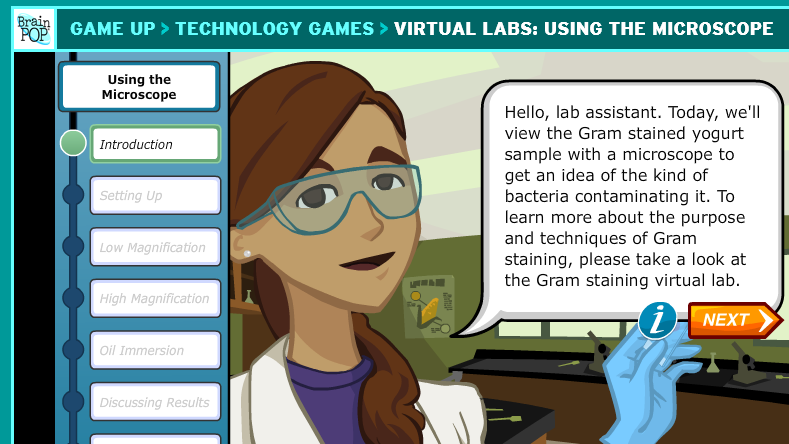 Brain
POP
GAME UP > TECHNOLOGY GAMES > VIRTUAL LABS: USING THE MICROSCOPE
Using the
Microscope
Introduction
Setting Up
Low Magnification
High Magnification
Oil Immersion
Discussing Results
Hello, lab assistant. Today, we'll
view the Gram stained yogurt
sample with a microscope to
get an idea of the kind of
bacteria contaminating it. To
learn more about the purpose
and techniques of Gram
staining, please take a look at
the Gram staining virtual lab.
i
NEXT